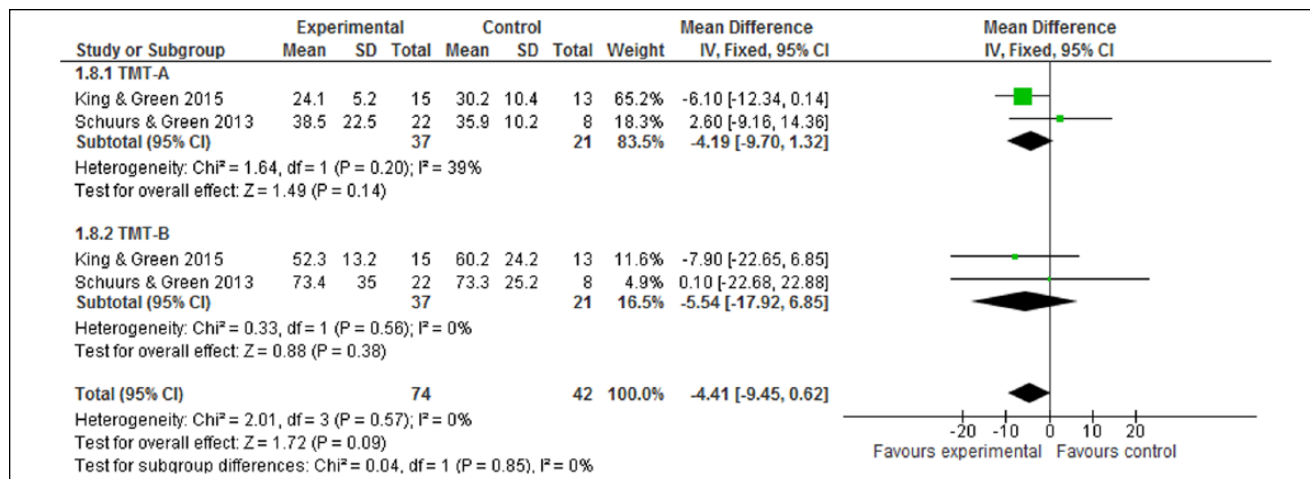 Experimental Control Mean Difference Mean Difference
Study or Subgroup Mean SD Total Mean SD Total Weight IV, Fixed, 95% CI IV, Fixed, 95% CI
1.8.1 TMT-A
King & Green 2015 24.1 5.2 15 30.2 10.4 13 65.2% -6.10 [-12.34, 0.14]
Schuurs & Green 2013 38.5 22.5 22 35.9 10.2 8 18.3% 2.60 [-9.16, 14.36]
Subtotal (95% CI) 37 21 83.5% -4.19 [-9.70, 1.32]
Heterogeneity: Chi² = 1.64, df = 1 (P = 0.20); I² = 39%
Test for overall effect: Z = 1.49 (P = 0.14)
1.8.2 TMT-B
King & Green 2015 52.3 13.2 15 60.2 24.2 13 11.6% -7.90 [-22.65, 6.85]
Schuurs & Green 2013 73.4 35 22 73.3 25.2 8 4.9% 0.10 [-22.68, 22.88]
Subtotal (95% CI) 37 21 16.5% -5.54 [-17.92, 6.85]
Heterogeneity: Chi² = 0.33, df = 1 (P = 0.56); I² = 0%
Test for overall effect: Z = 0.88 (P = 0.38)
Total (95% CI) 74 42 100.0% -4.41 [-9.45, 0.62]
Heterogeneity: Chi² = 2.01, df = 3 (P = 0.57); I² = 0%
Test for overall effect: Z = 1.72 (P = 0.09)
Test for subgroup differences: Chi² = 0.04, df = 1 (P = 0.85), I² = 0%
-20 -10 0 10 20
Favours experimental Favours control